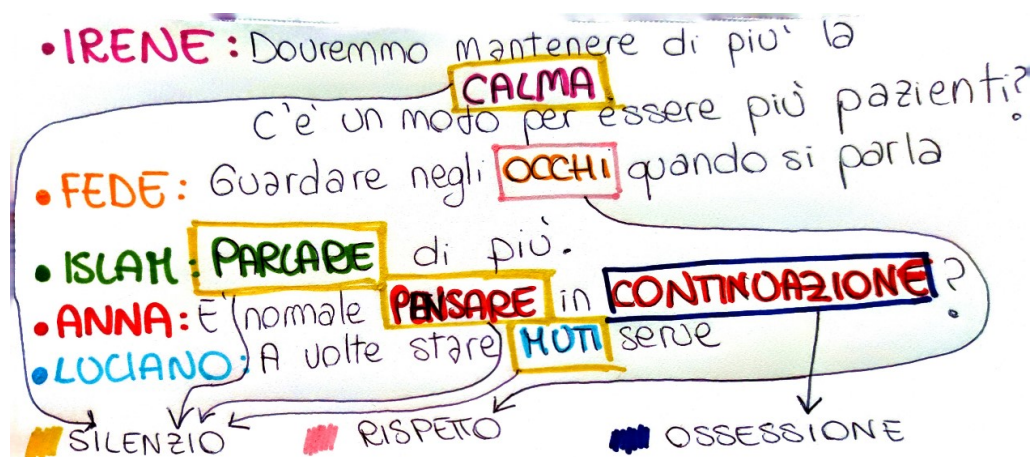 •IRENE: Dovremmo mantenere di più la
CALMA
c'è un modo per essere più pazienti?
•FEDE: Guardare negli OCCHI quando si parla
•ISLAM: PARLARE di più.
•ANNA: E' normale PENSARE in CONTINUAZIONE?
•LUCIANO: A volte stare MUTI serve
SILENZIO RISPETTO OSSESSIONE